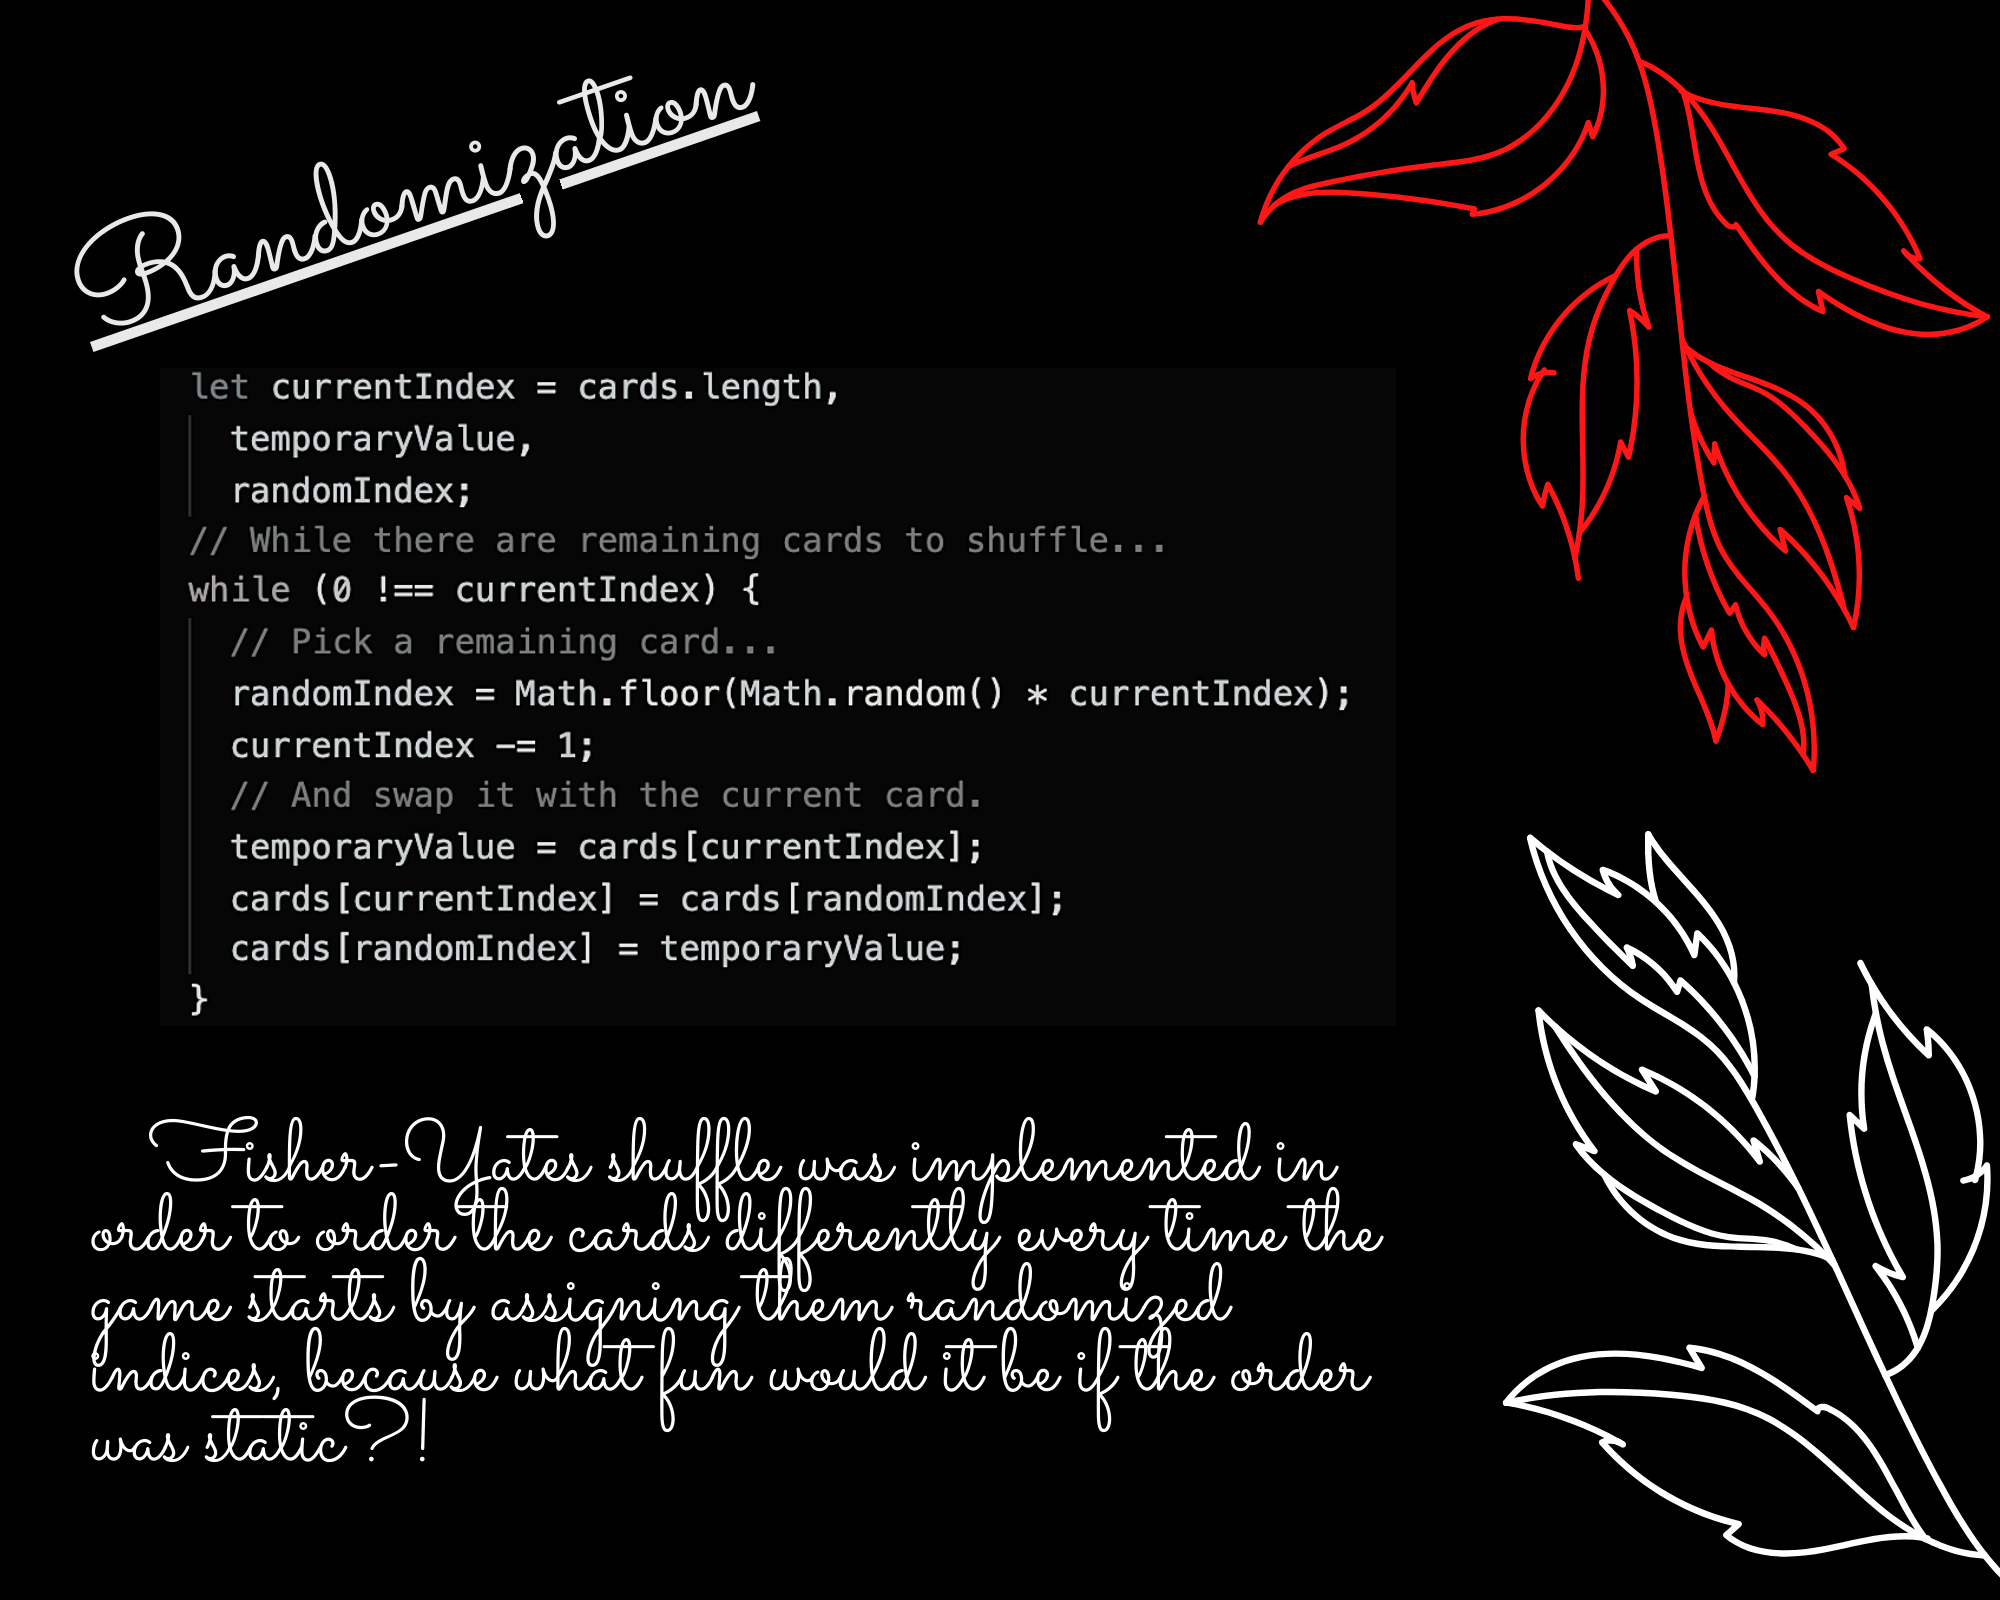 Randomization
let currentIndex = cards.length,
temporaryValue,
randomIndex;
// While there are remaining cards to shuffle...
while (0 !== currentIndex) {
// Pick a remaining card...
randomIndex = Math.floor(Math.random() * currentIndex);
currentIndex -= 1;
// And swap it with the current card.
temporaryValue = cards[currentIndex];
cards[currentIndex] = cards[randomIndex];
cards[randomIndex] = temporaryValue;
}
Fisher-Yates shuffle was implemented in
order to order the cards differently every time the
game starts by assigning them randomized
indices, because what fun would it be if the order
was static?!